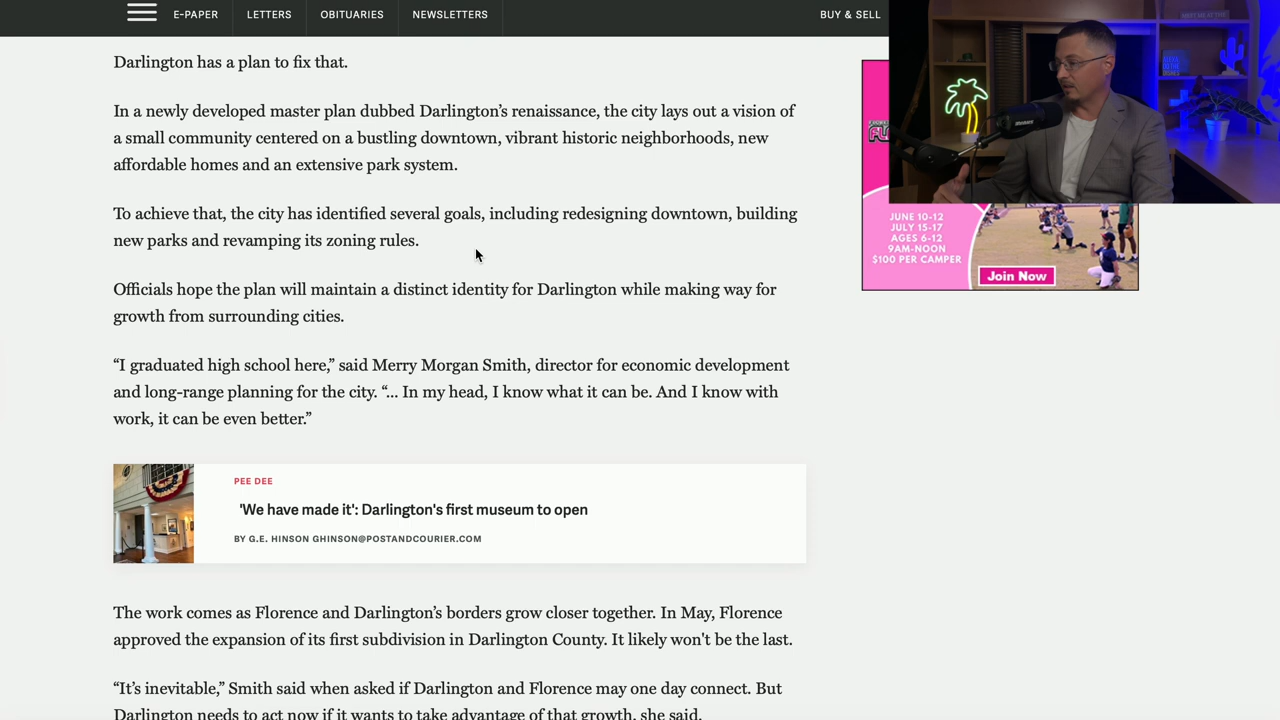 E-PAPER
LETTERS
OBITUARIES
NEWSLETTERS
BUY & SELL
Darlington has a plan to fix that.
In a newly developed master plan dubbed Darlington’s renaissance, the city lays out a vision of
a small community centered on a bustling downtown, vibrant historic neighborhoods, new
affordable homes and an extensive park system.
To achieve that, the city has identified several goals, including redesigning downtown, building
new parks and revamping its zoning rules.
Officials hope the plan will maintain a distinct identity for Darlington while making way for
growth from surrounding cities.
“I graduated high school here,” said Merry Morgan Smith, director for economic development
and long-range planning for the city. “... In my head, I know what it can be. And I know with
work, it can be even better.”
PEE DEE
'We have made it': Darlington's first museum to open
BY G.E. HINSON GHINSON@POSTANDCOURIER.COM
The work comes as Florence and Darlington’s borders grow closer together. In May, Florence
approved the expansion of its first subdivision in Darlington County. It likely won't be the last.
“It’s inevitable,” Smith said when asked if Darlington and Florence may one day connect. But
Darlington needs to act now if it wants to take advantage of that growth, she said.
JUNE 10-12
JULY 15-17
AGES 6-12
9AM-NOON
$100 PER CAMPER
Join Now